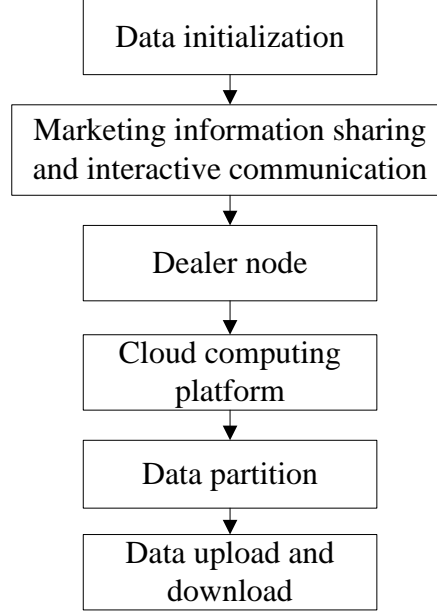 Data initialization
Marketing information sharing
and interactive communication
Dealer node
Cloud computing
platform
Data partition
Data upload and
download